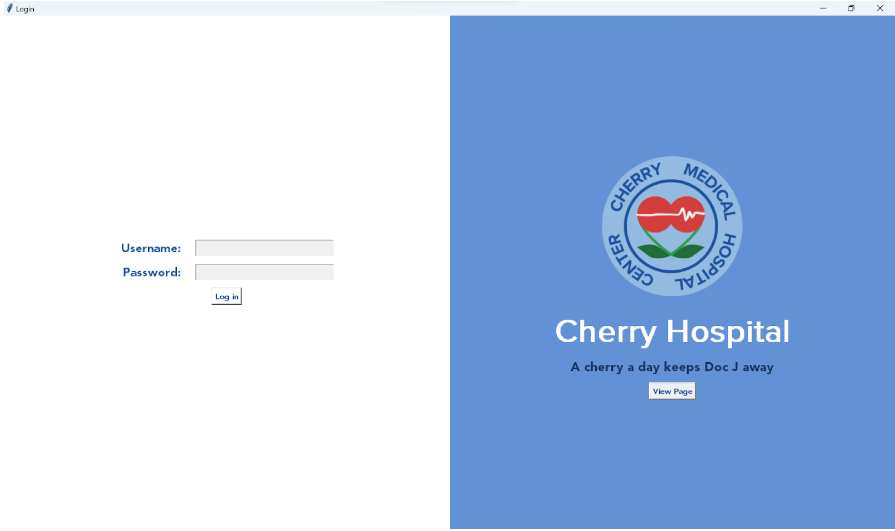 Login
Username:
Password:
Log in
CHERRY MEDICAL HOSPITAL CENTER
Cherry Hospital
A cherry a day keeps Doc J away
View Page